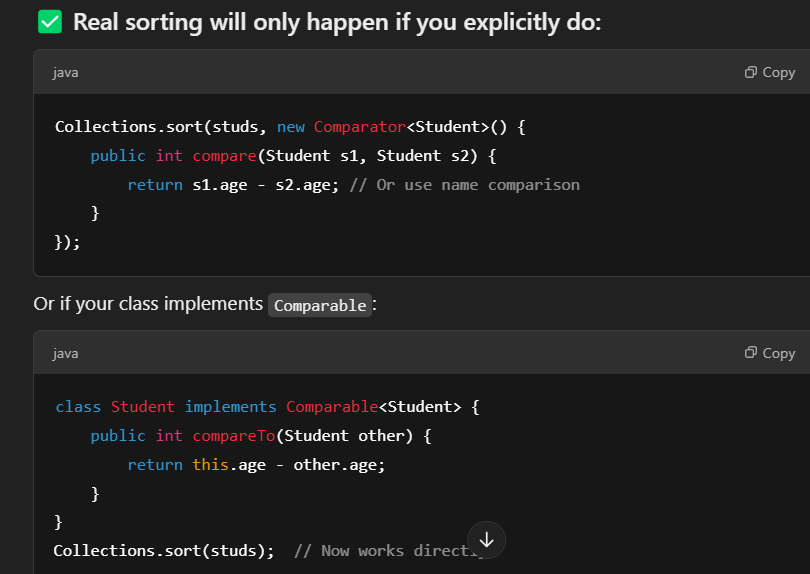 ✅ Real sorting will only happen if you explicitly do:
java
Copy
Collections.sort(studs, new Comparator<Student>() {
    public int compare(Student s1, Student s2) {
        return s1.age - s2.age; // Or use name comparison
    }
});
Or if your class implements Comparable:
java
Copy
class Student implements Comparable<Student> {
    public int compareTo(Student other) {
        return this.age - other.age;
    }
}
Collections.sort(studs);  // Now works directly